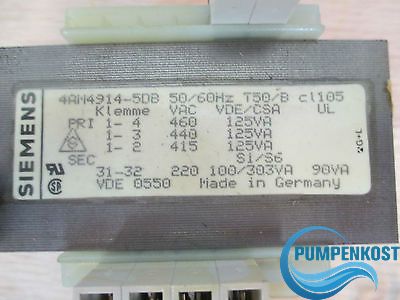 SIEMENS
4AM4914-5DB 50/60Hz T50/B cl105
Klemme VAC VDE/CSA UL
PRI 1- 4 460 125VA
1- 3 440 125VA
1- 2 415 125VA
SEC S1/S6
31-32 220 100/303VA 90VA
VDE 0550 Made in Germany
G+L
PUMPENKOST